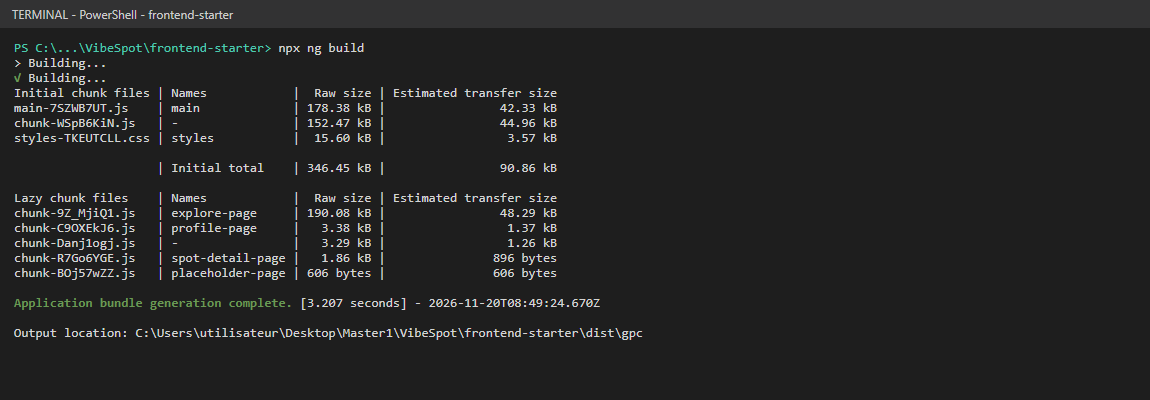 TERMINAL - PowerShell - frontend-starter
PS C:\...\VibeSpot\frontend-starter> npx ng build
> Building...
√ Building...
Initial chunk files | Names         |  Raw size | Estimated transfer size
main-7SZWB7UT.js    | main          | 178.38 kB |                42.33 kB
chunk-WSpB6KiN.js   | -             | 152.47 kB |                44.96 kB
styles-TKEUTCLL.css | styles        |  15.60 kB |                 3.57 kB
                    | Initial total | 346.45 kB |                90.86 kB
Lazy chunk files    | Names            |  Raw size | Estimated transfer size
chunk-9Z_MjiQ1.js   | explore-page     | 190.08 kB |                48.29 kB
chunk-C9OXEkJ6.js   | profile-page     |   3.38 kB |                 1.37 kB
chunk-Danj1ogj.js   | -                |   3.29 kB |                 1.26 kB
chunk-R7Go6YGE.js   | spot-detail-page |   1.86 kB |               896 bytes
chunk-BOj57wZZ.js   | placeholder-page | 606 bytes |               606 bytes
Application bundle generation complete. [3.207 seconds] - 2026-11-20T08:49:24.670Z
Output location: C:\Users\utilisateur\Desktop\Master1\VibeSpot\frontend-starter\dist\gpc